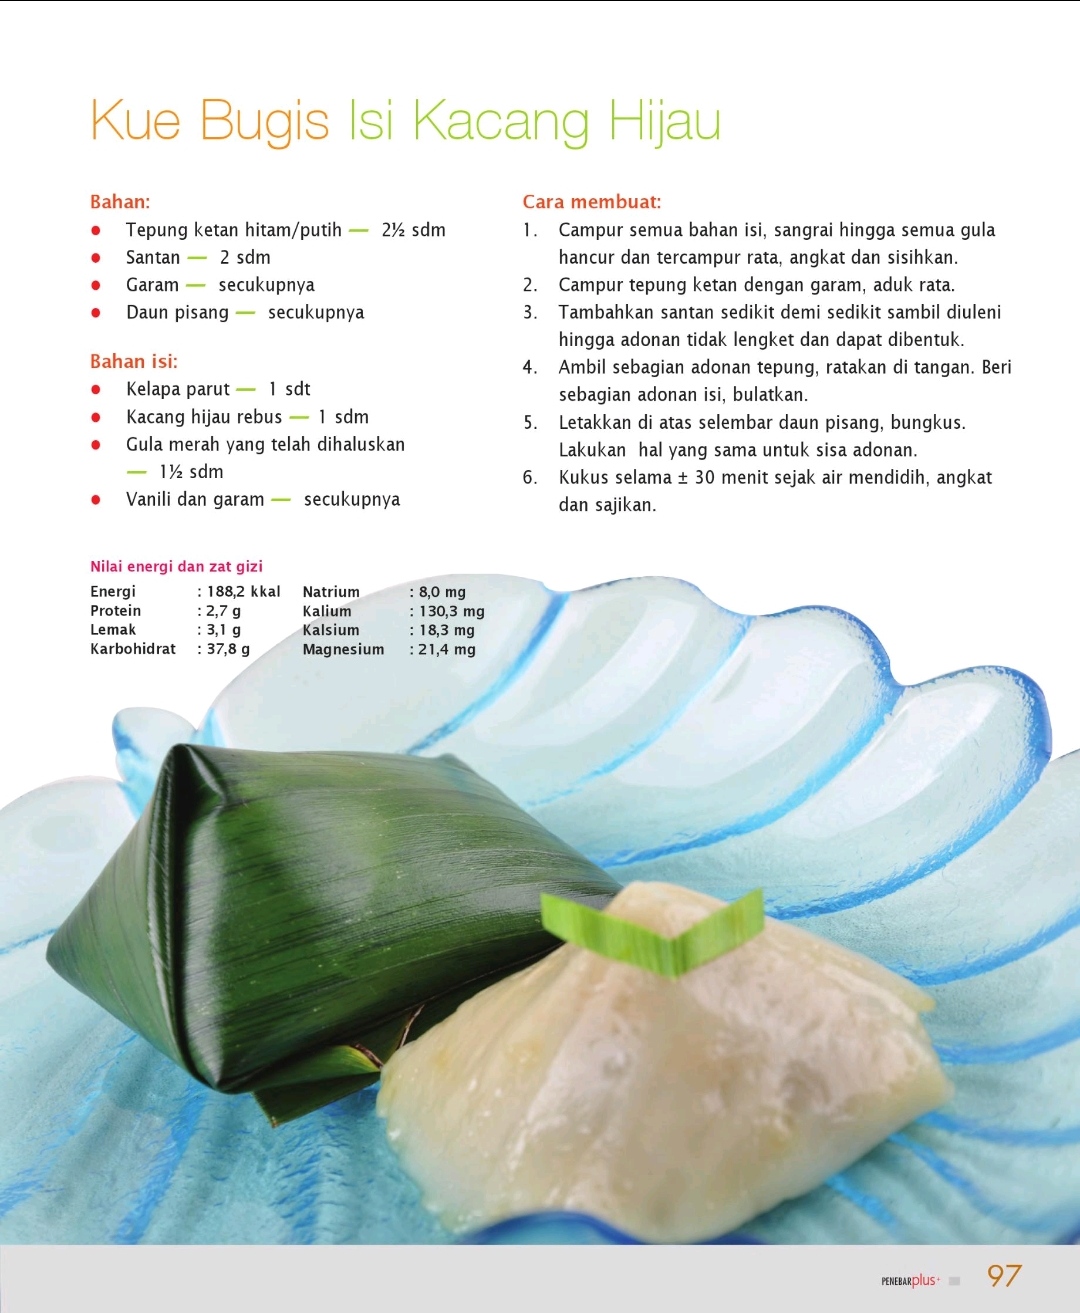 Kue Bugis Isi Kacang Hijau
Bahan:
• Tepung ketan hitam/putih — 2½ sdm
• Santan — 2 sdm
• Garam — secukupnya
• Daun pisang — secukupnya
Bahan isi:
• Kelapa parut — 1 sdt
• Kacang hijau rebus — 1 sdm
• Gula merah yang telah dihaluskan
— 1½ sdm
• Vanili dan garam — secukupnya
Cara membuat:
1. Campur semua bahan isi, sangrai hingga semua gula
hancur dan tercampur rata, angkat dan sisihkan.
2. Campur tepung ketan dengan garam, aduk rata.
3. Tambahkan santan sedikit demi sedikit sambil diuleni
hingga adonan tidak lengket dan dapat dibentuk.
4. Ambil sebagian adonan tepung, ratakan di tangan. Beri
sebagian adonan isi, bulatkan.
5. Letakkan di atas selembar daun pisang, bungkus.
Lakukan hal yang sama untuk sisa adonan.
6. Kukus selama ± 30 menit sejak air mendidih, angkat
dan sajikan.
Nilai energi dan zat gizi
Energi : 188,2 kkal Natrium : 8,0 mg
Protein : 2,7 g Kalium : 130,3 mg
Lemak : 3,1 g Kalsium : 18,3 mg
Karbohidrat : 37,8 g Magnesium : 21,4 mg
PENEBARplus+ 97